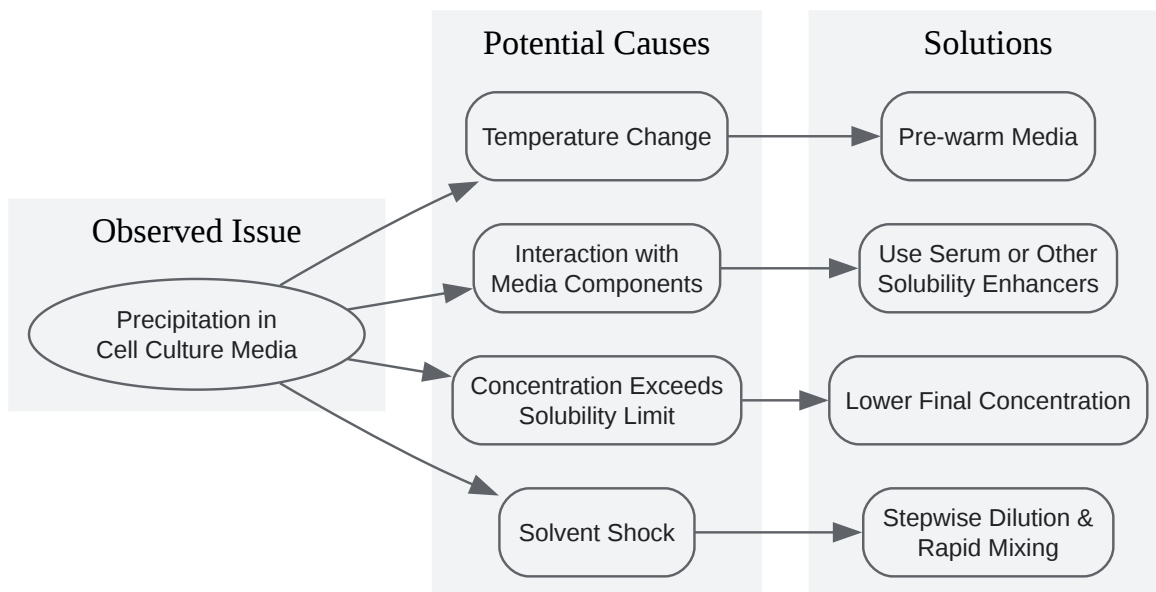 Observed Issue
Precipitation in
Cell Culture Media
Potential Causes
Temperature Change
Interaction with
Media Components
Concentration Exceeds
Solubility Limit
Solvent Shock
Solutions
Pre-warm Media
Use Serum or Other
Solubility Enhancers
Lower Final Concentration
Stepwise Dilution &
Rapid Mixing